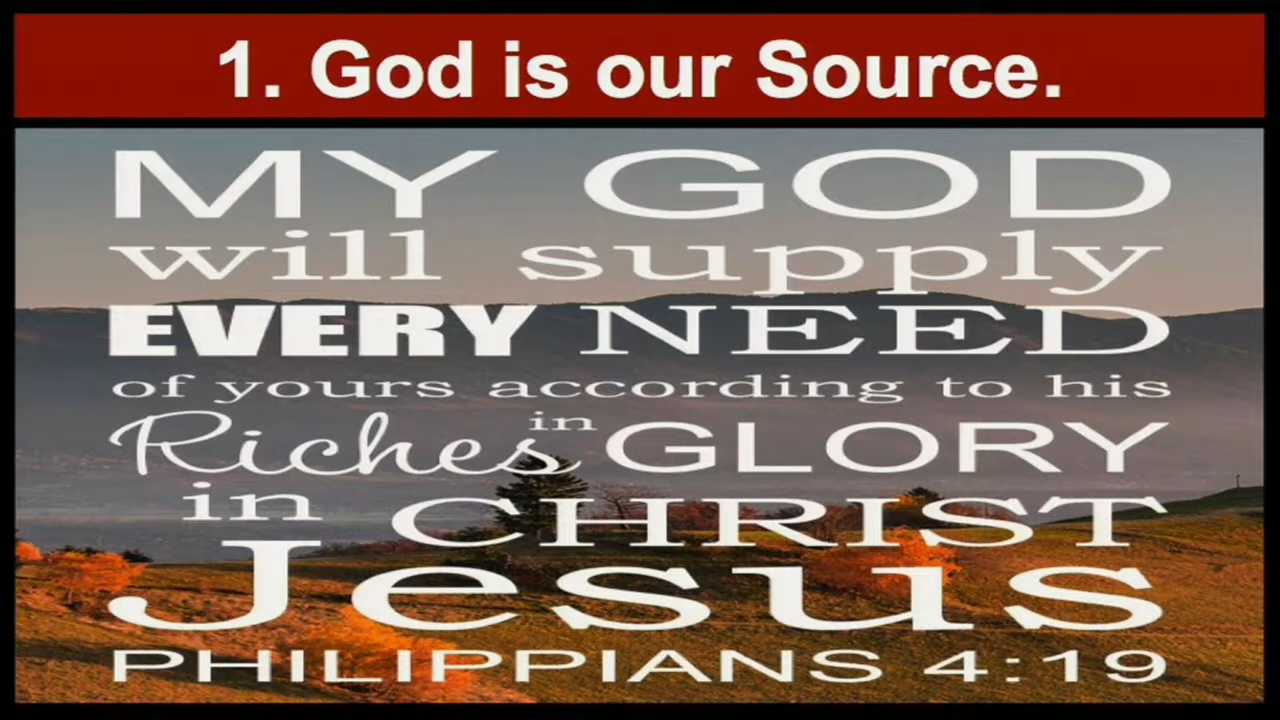 1. God is our Source.
MY GOD
will supply
EVERY NEED
of yours according to his
Riches in GLORY
in CHRIST
Jesus
PHILIPPIANS 4:19